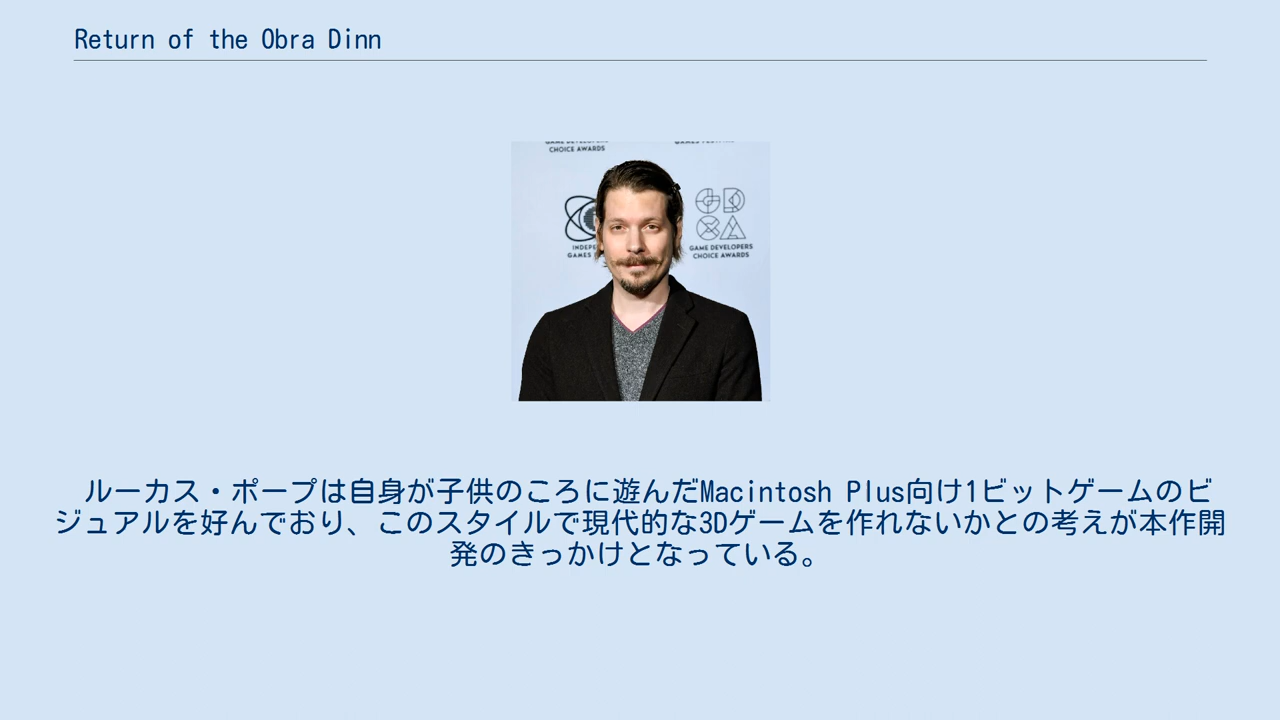 Return of the Obra Dinn
CHOICE AWARDS
INDEPE
GAMES
GAME DEVELOPERS
CHOICE AWARDS
ルーカス・ポープは自身が子供のころに遊んだMacintosh Plus向け1ビットゲームのビ
ジュアルを好んでおり、このスタイルで現代的な3Dゲームを作れないかとの考えが本作開
発のきっかけとなっている。